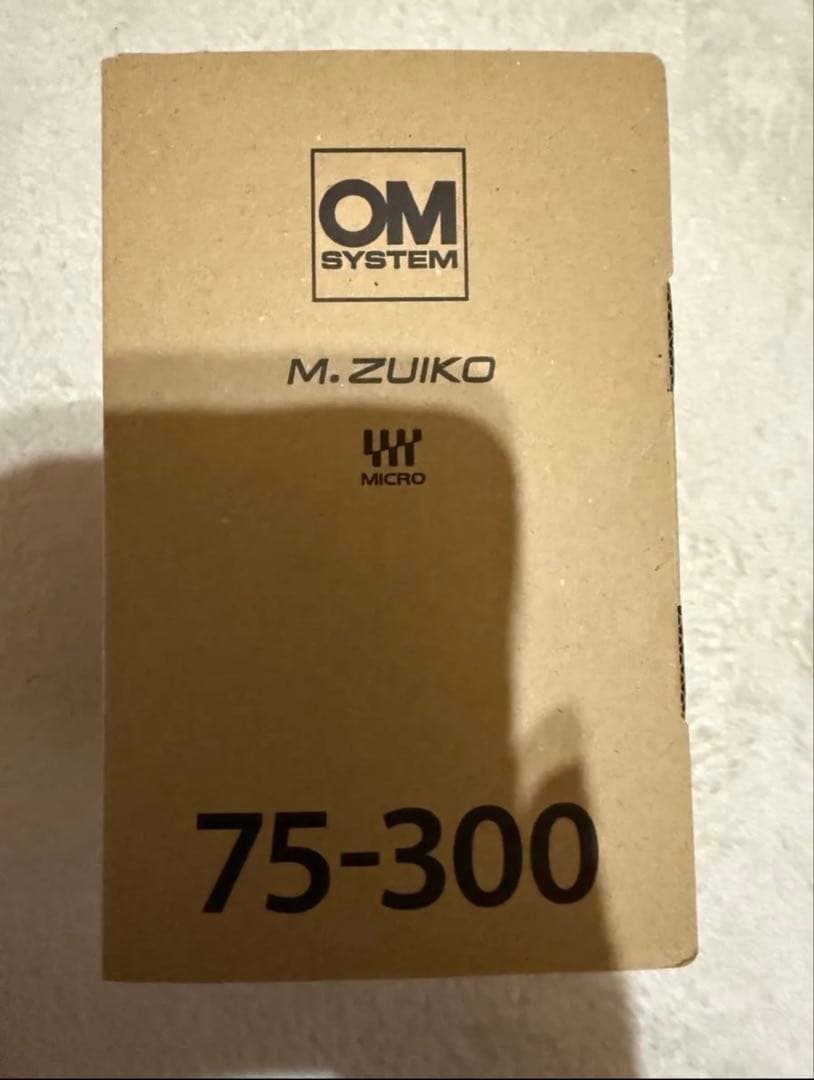 OM
SYSTEM
M.ZUIKO
MICRO
75-300